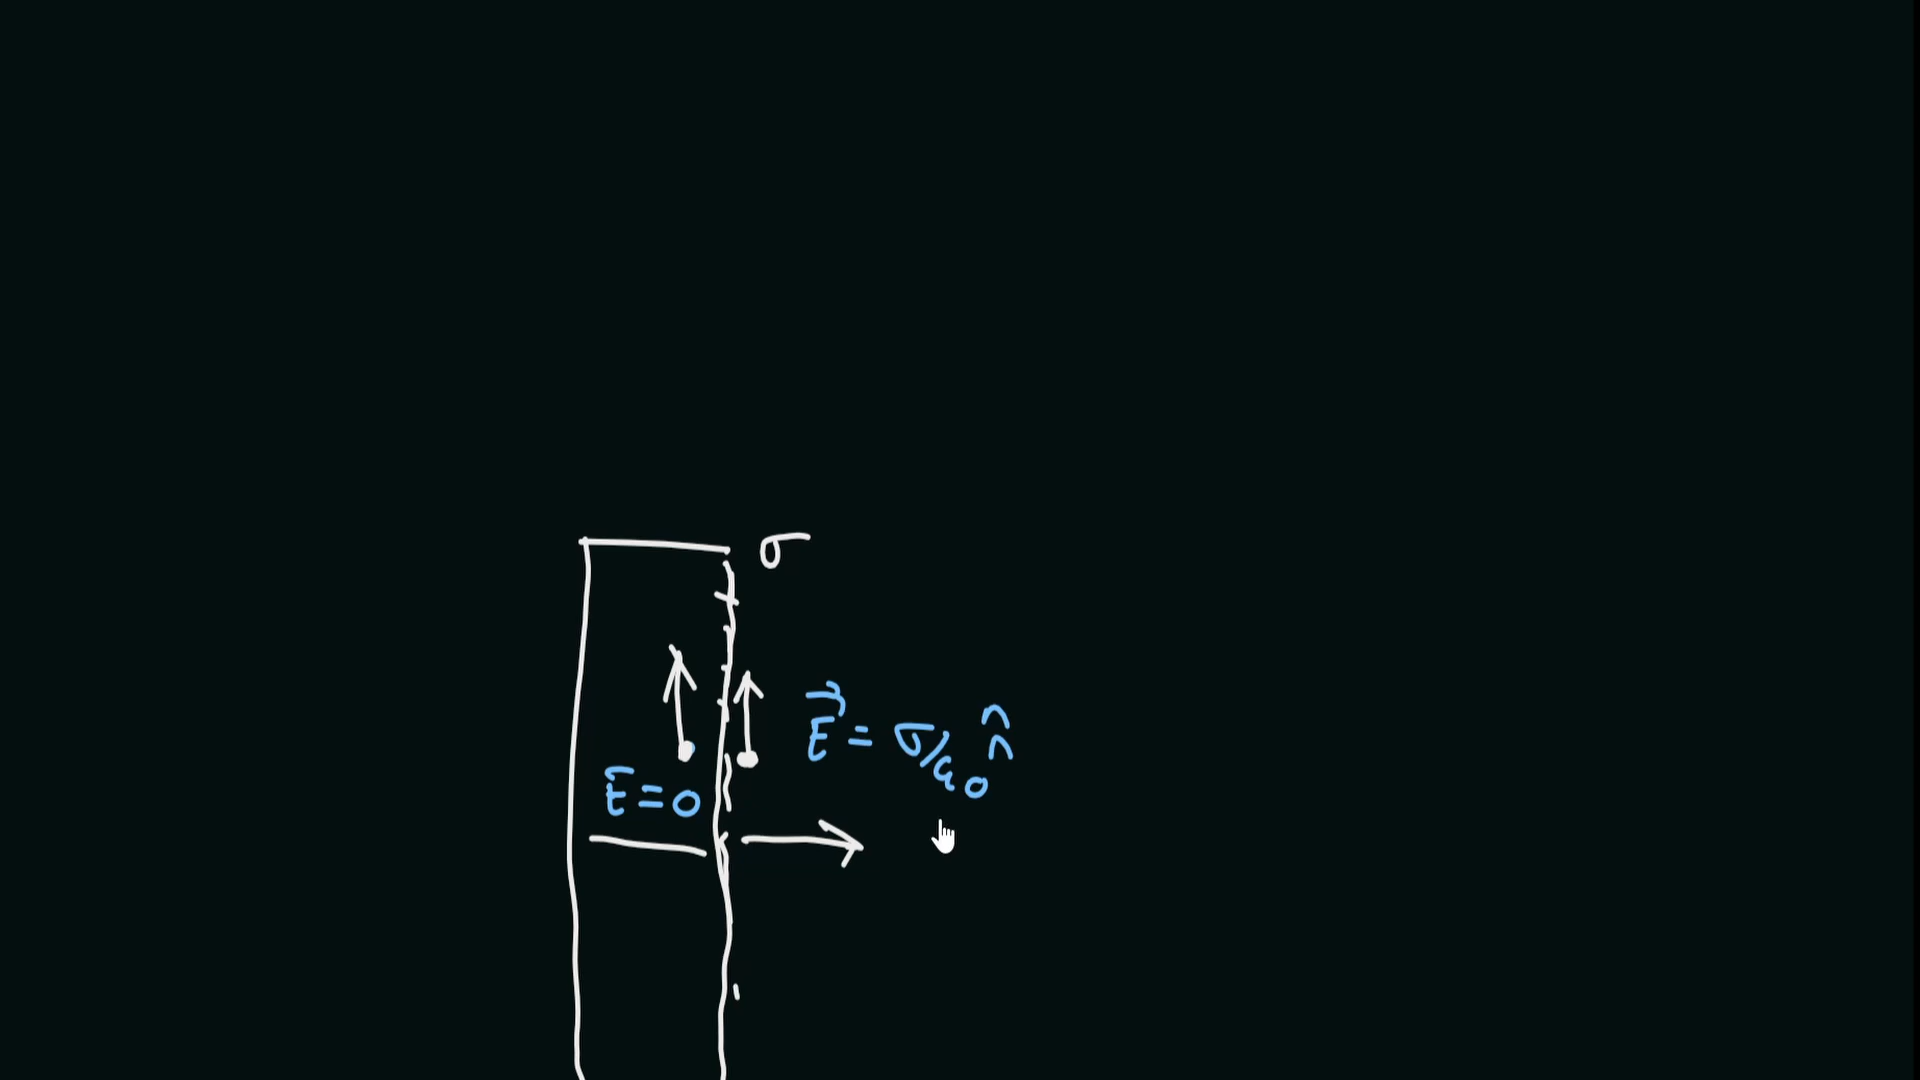 σ
E⃗ = σ/ε₀ n̂
E⃗ = 0